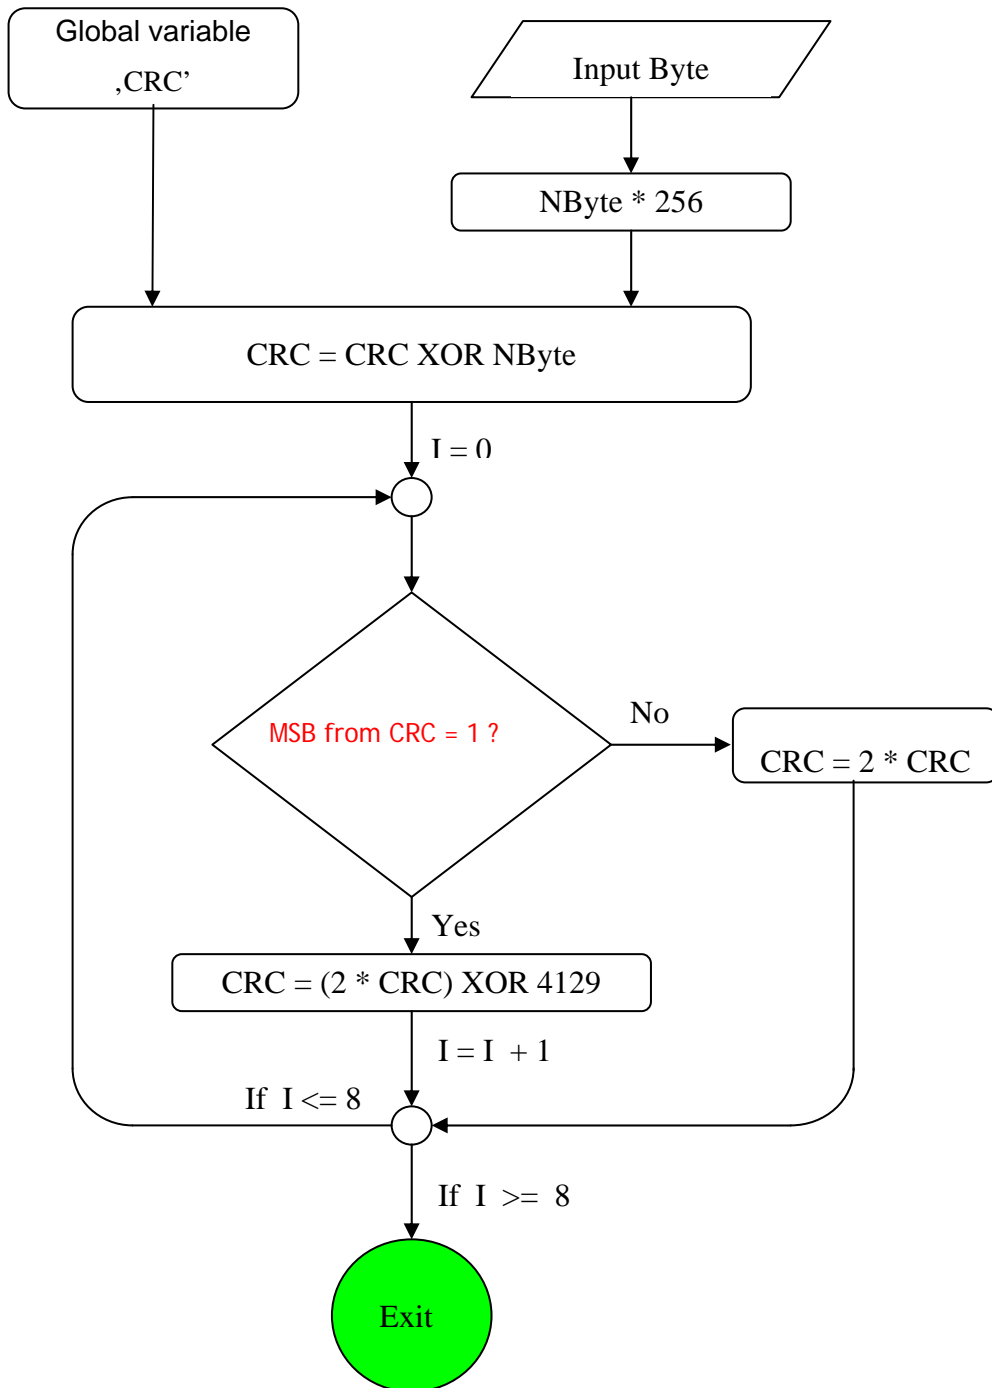 Global variable
‚CRC’
Input Byte
NByte * 256
CRC = CRC XOR NByte
I = 0
MSB from CRC = 1 ?
No
CRC = 2 * CRC
Yes
CRC = (2 * CRC) XOR 4129
I = I + 1
If I <= 8
If I >= 8
Exit